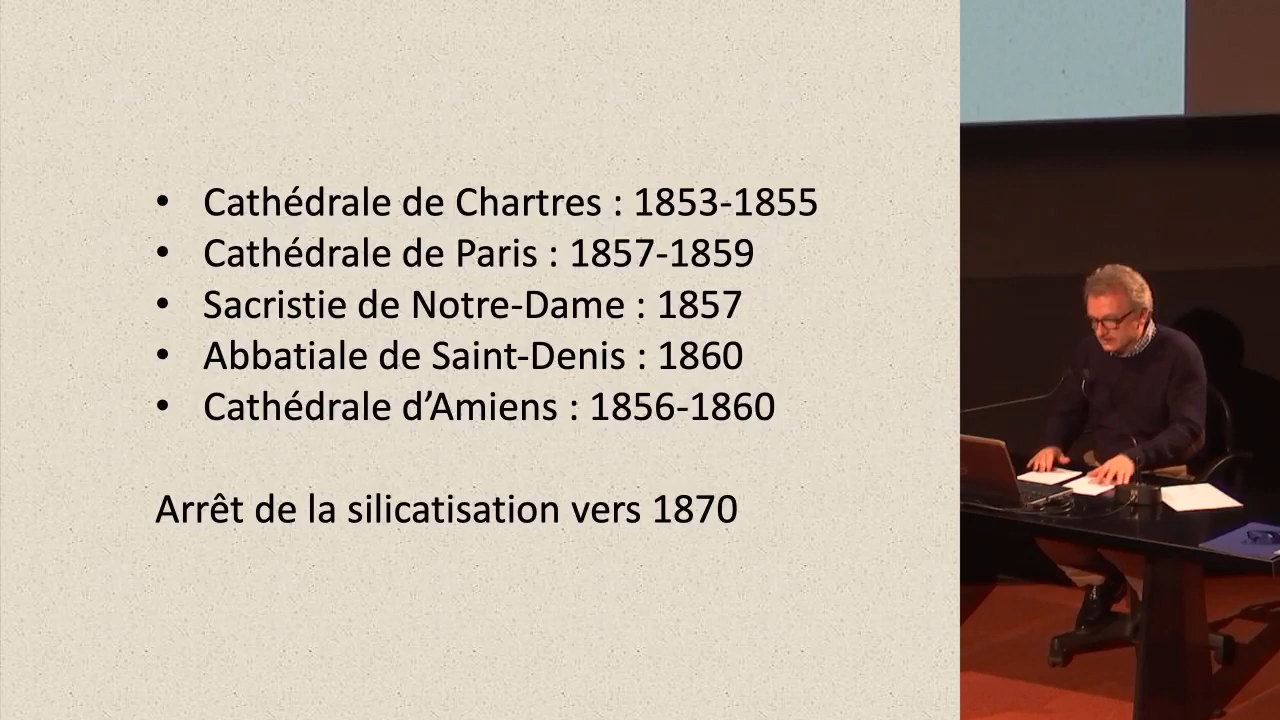 • Cathédrale de Chartres : 1853-1855
• Cathédrale de Paris : 1857-1859
• Sacristie de Notre-Dame : 1857
• Abbatiale de Saint-Denis : 1860
• Cathédrale d’Amiens : 1856-1860
Arrêt de la silicatisation vers 1870